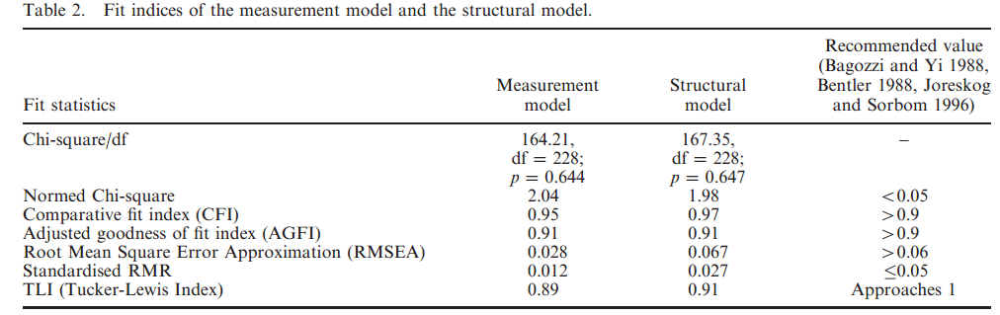 Table 2. Fit indices of the measurement model and the structural model.
Fit statistics Measurement model Structural model Recommended value (Bagozzi and Yi 1988, Bentler 1988, Joreskog and Sorbom 1996)
Chi-square/df 164.21, df = 228; p = 0.644 167.35, df = 228; p = 0.647 –
Normed Chi-square 2.04 1.98 <0.05
Comparative fit index (CFI) 0.95 0.97 >0.9
Adjusted goodness of fit index (AGFI) 0.91 0.91 >0.9
Root Mean Square Error Approximation (RMSEA) 0.028 0.067 >0.06
Standardised RMR 0.012 0.027 ≤0.05
TLI (Tucker-Lewis Index) 0.89 0.91 Approaches 1